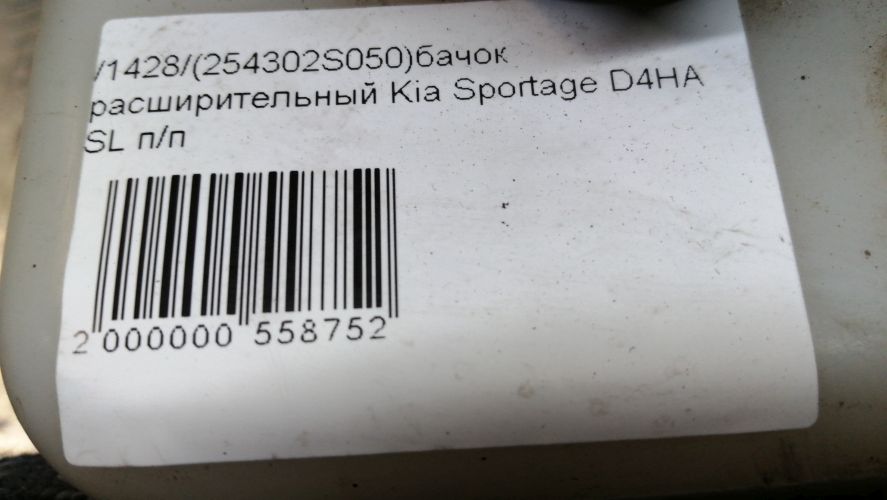 /1428/(254302S050)бачок
расширительный Kia Sportage D4HA
SL п/п
2 000000 558752